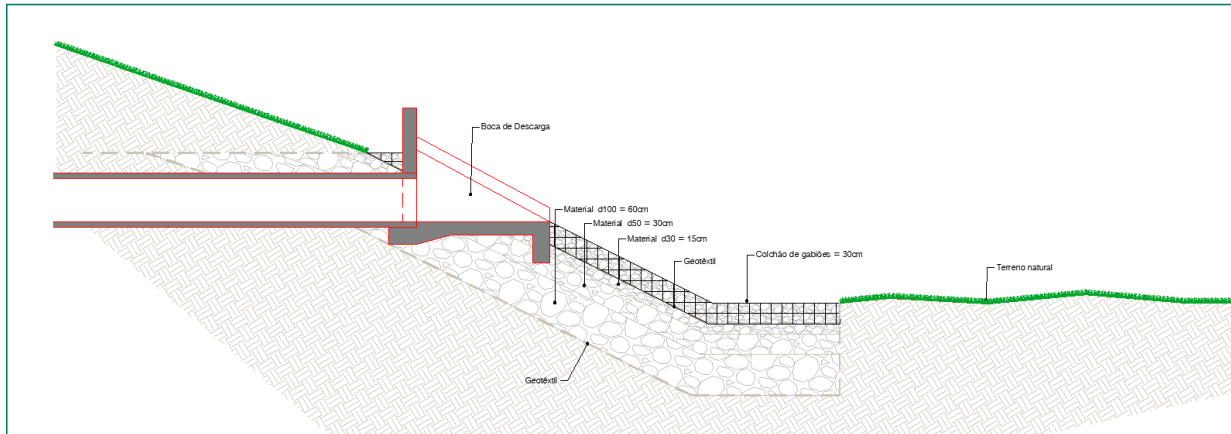 Boca de Descarga
Material d100 = 60cm
Material d50 = 30cm
Material d30 = 15cm
Geotêxtil
Colchão de gabiões = 30cm
Terreno natural
Geotêxtil